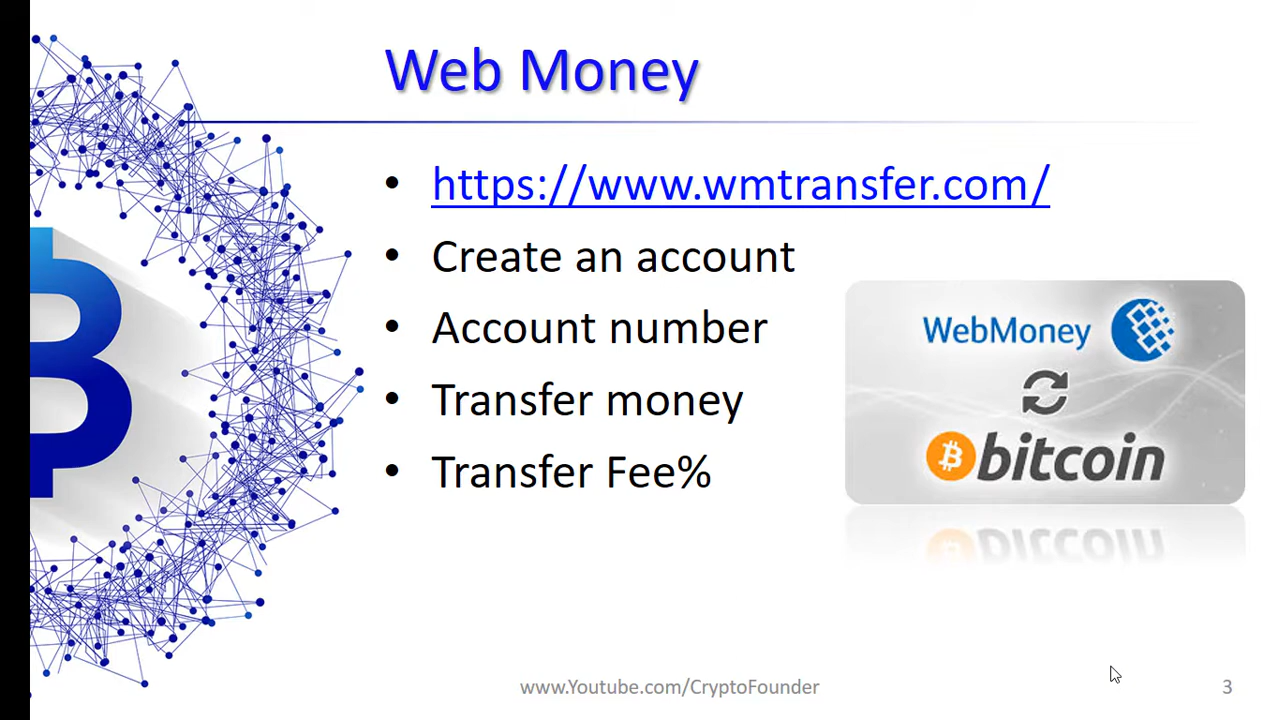 Web Money
• https://www.wmtransfer.com/
• Create an account
• Account number
• Transfer money
• Transfer Fee%
WebMoney
bitcoin
www.Youtube.com/CryptoFounder
3